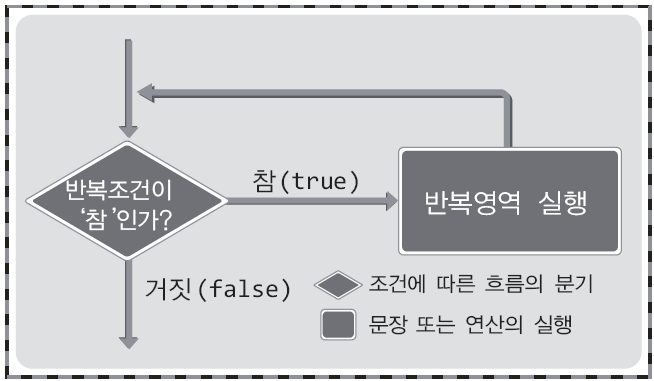 반복조건이
‘참’인가?
참(true)
반복영역 실행
거짓(false)
조건에 따른 흐름의 분기
문장 또는 연산의 실행